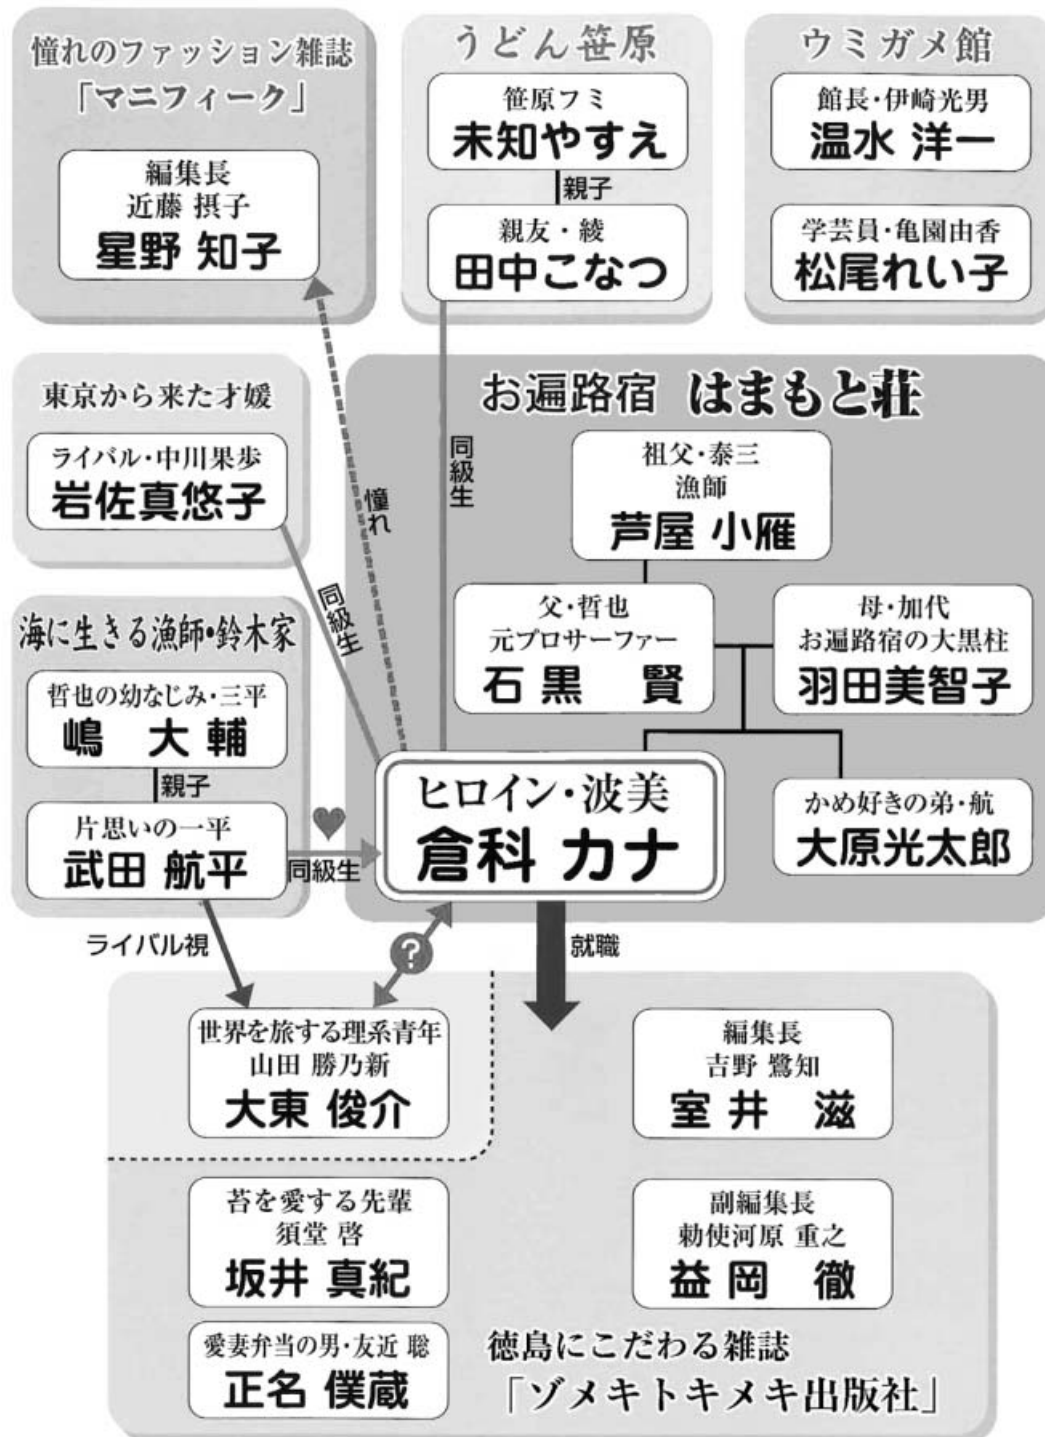 憧れのファッション雑誌
「マニフィーク」
編集長
近藤 摂子
星野 知子
うどん笹原
笹原フミ
未知やすえ
親子
親友・綾
田中こなつ
ウミガメ館
館長・伊崎光男
温水 洋一
学芸員・亀園由香
松尾れい子
東京から来た才媛
ライバル・中川果歩
岩佐真悠子
同級生
憧れ
同級生
お遍路宿 はまもと荘
祖父・泰三
漁師
芦屋 小雁
父・哲也
元プロサーファー
石黒 賢
母・加代
お遍路宿の大黒柱
羽田美智子
ヒロイン・波美
倉科 カナ
かめ好きの弟・航
大原光太郎
海に生きる漁師・鈴木家
哲也の幼なじみ・三平
嶋 大輔
親子
片思いの一平
武田 航平
同級生
ライバル視
?
就職
世界を旅する理系青年
山田 勝乃新
大東 俊介
編集長
吉野 鷺知
室井 滋
苔を愛する先輩
須堂 啓
坂井 真紀
副編集長
勅使河原 重之
益岡 徹
愛妻弁当の男・友近 聡
正名 僕蔵
徳島にこだわる雑誌
「ゾメキトキメキ出版社」